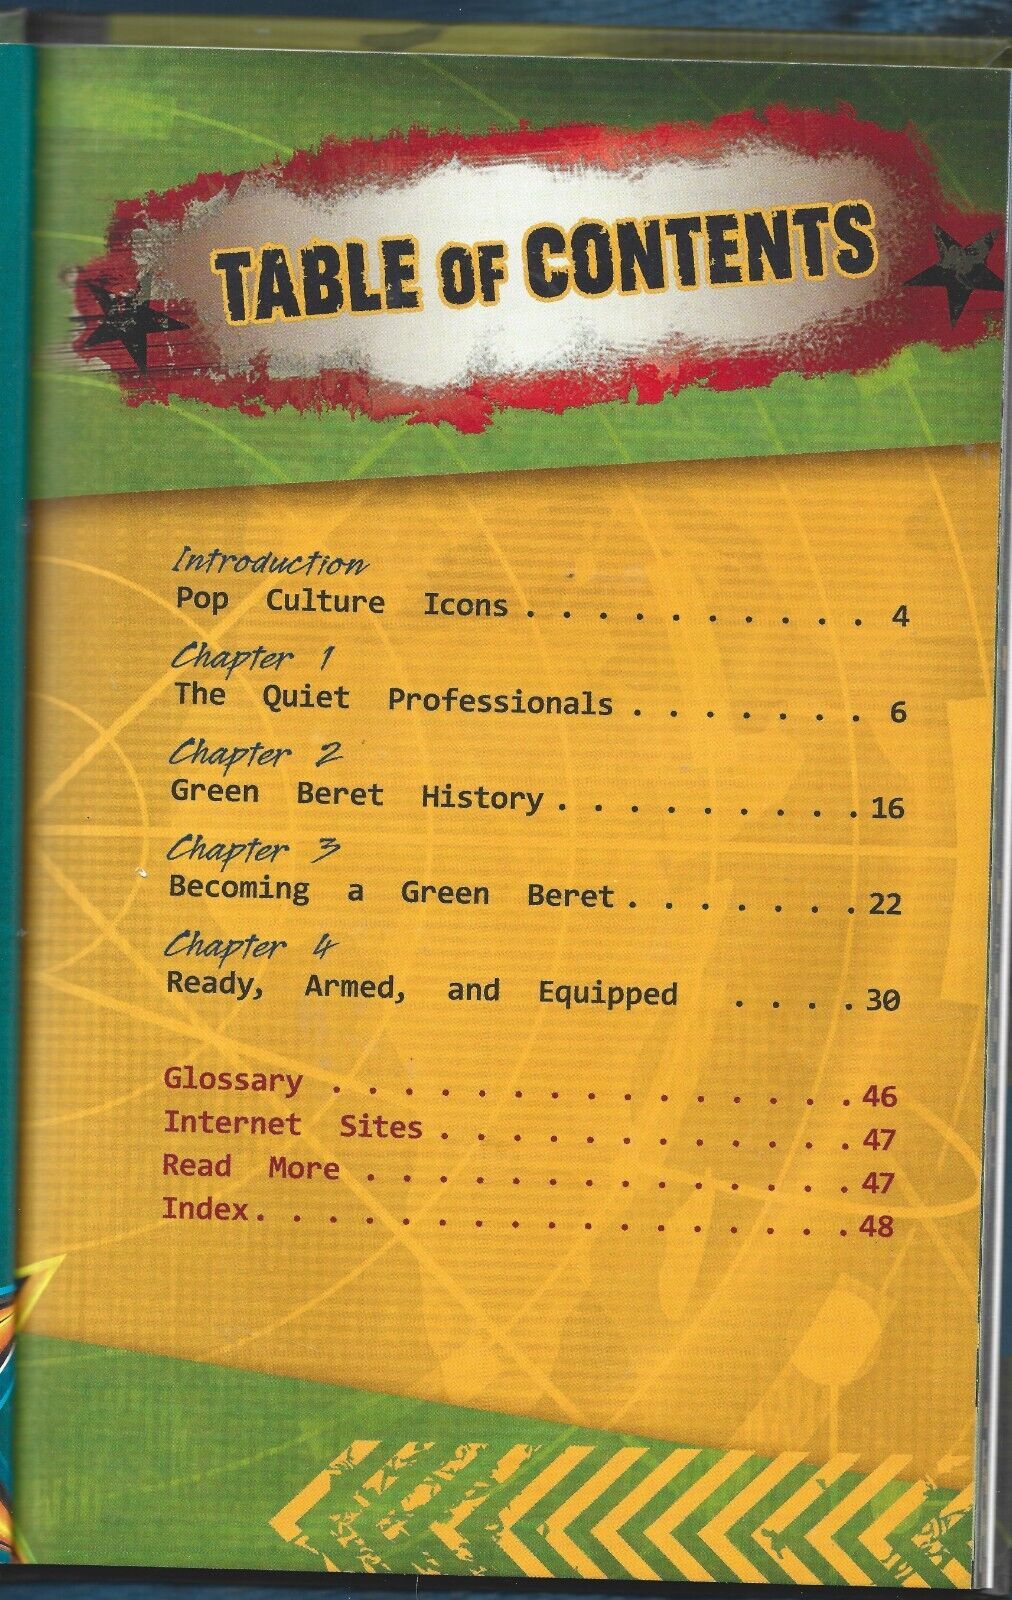 TABLE OF CONTENTS
Introduction
Pop Culture Icons . . . . . . . . . . 4
Chapter 1
The Quiet Professionals . . . . . . . 6
Chapter 2
Green Beret History . . . . . . . . . 16
Chapter 3
Becoming a Green Beret . . . . . . . 22
Chapter 4
Ready, Armed, and Equipped . . . . 30
Glossary . . . . . . . . . . . . . . . 46
Internet Sites . . . . . . . . . . . . 47
Read More . . . . . . . . . . . . . . 47
Index . . . . . . . . . . . . . . . . . 48